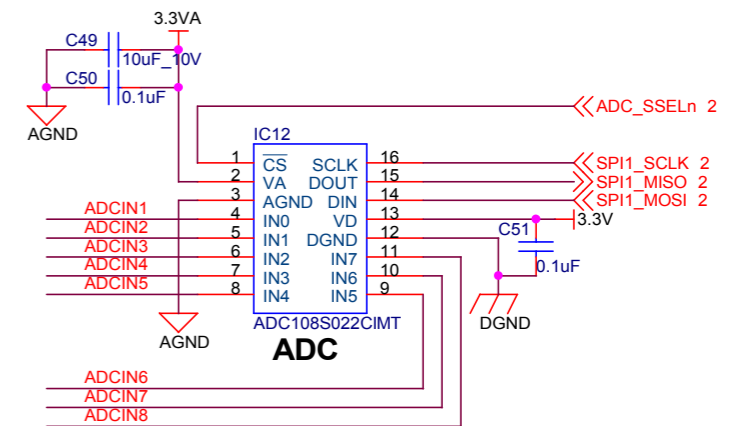 3.3VA
C49
10uF_10V
C50
0.1uF
AGND
ADC_SSELn 2
IC12
1 CS SCLK 16 SPI1_SCLK 2
2 VA DOUT 15 SPI1_MISO 2
3 AGND DIN 14 SPI1_MOSI 2
ADCIN1 4 IN0 VD 13 3.3V
ADCIN2 5 IN1 DGND 12 C51
ADCIN3 6 IN2 IN7 11 0.1uF
ADCIN4 7 IN3 IN6 10
ADCIN5 8 IN4 IN5 9
ADC108S022CIMT
DGND
AGND
ADC
ADCIN6
ADCIN7
ADCIN8